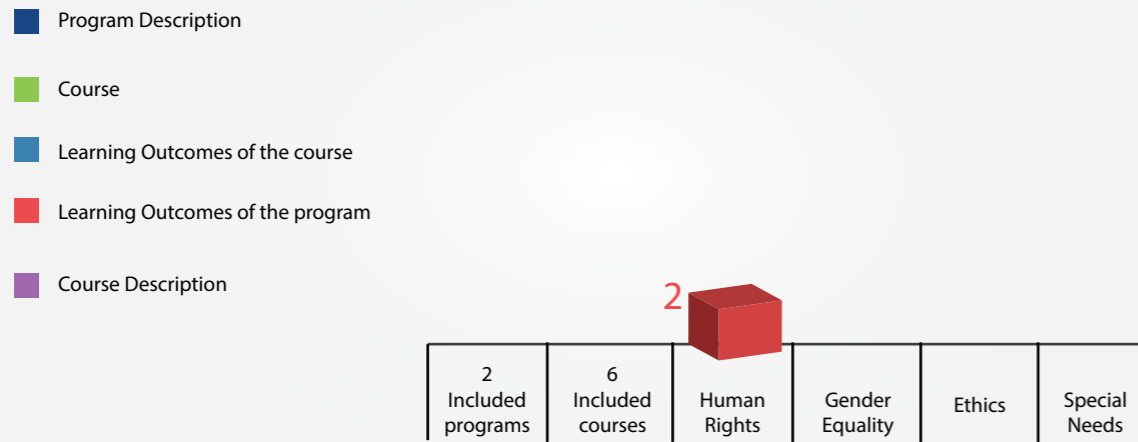 Program Description
Course
Learning Outcomes of the course
Learning Outcomes of the program
Course Description
2
2
Included
programs
6
Included
courses
Human
Rights
Gender
Equality
Ethics
Special
Needs